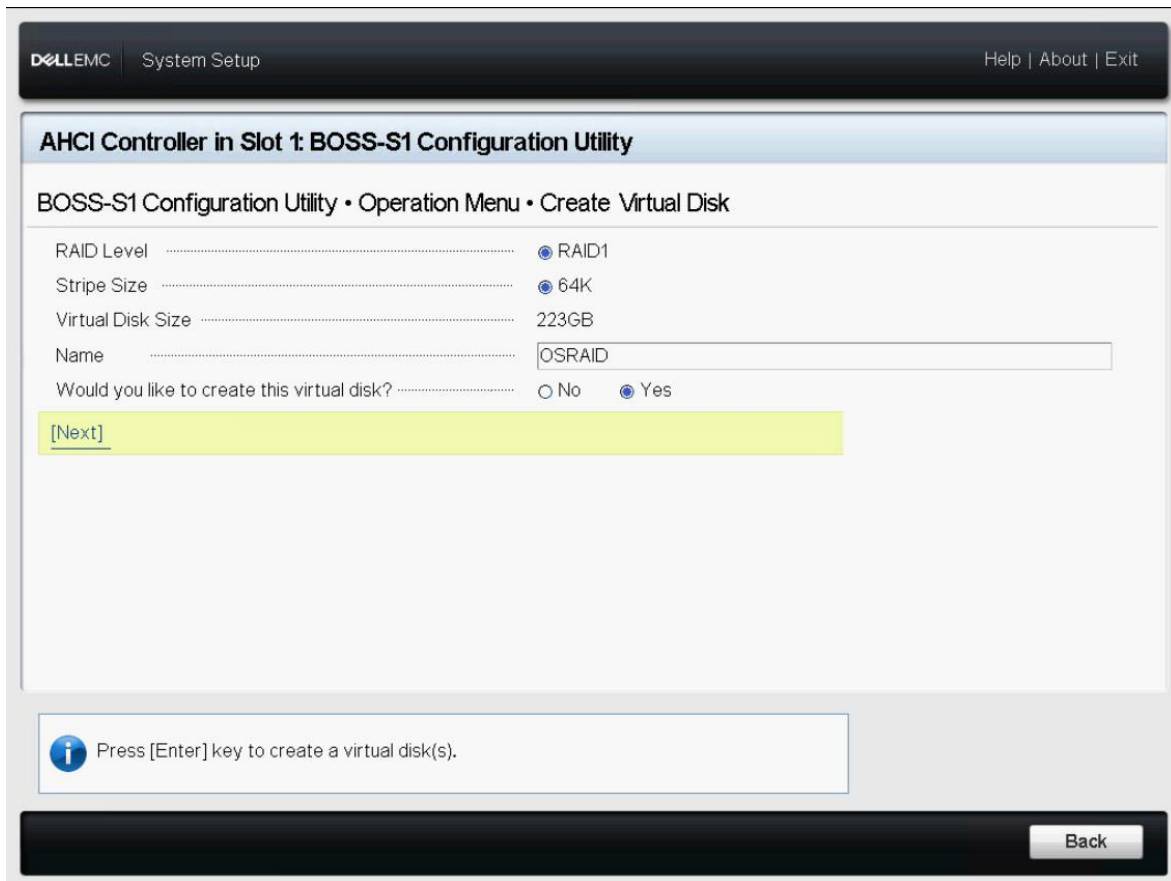 DELLEMC System Setup Help | About | Exit
AHCI Controller in Slot 1: BOSS-S1 Configuration Utility
BOSS-S1 Configuration Utility • Operation Menu • Create Virtual Disk
RAID Level RAID1
Stripe Size 64K
Virtual Disk Size 223GB
Name OSRAID
Would you like to create this virtual disk? No Yes
[Next]
Press [Enter] key to create a virtual disk(s).
Back